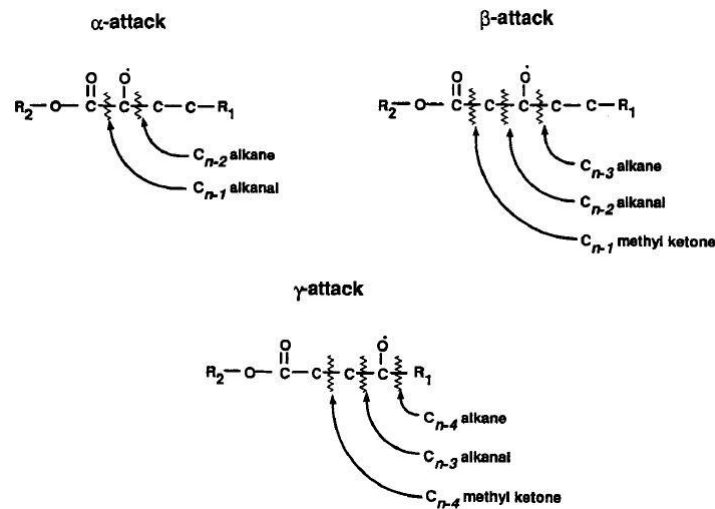 α-attack
O
||
Ȯ
R2—O—C—C—C—C—R1
Cn-2 alkane
Cn-1 alkanal
β-attack
O
||
Ȯ
R2—O—C—C—C—C—C—R1
Cn-3 alkane
Cn-2 alkanal
Cn-1 methyl ketone
γ-attack
O
||
Ȯ
R2—O—C—C—C—C—R1
Cn-4 alkane
Cn-3 alkanal
Cn-4 methyl ketone